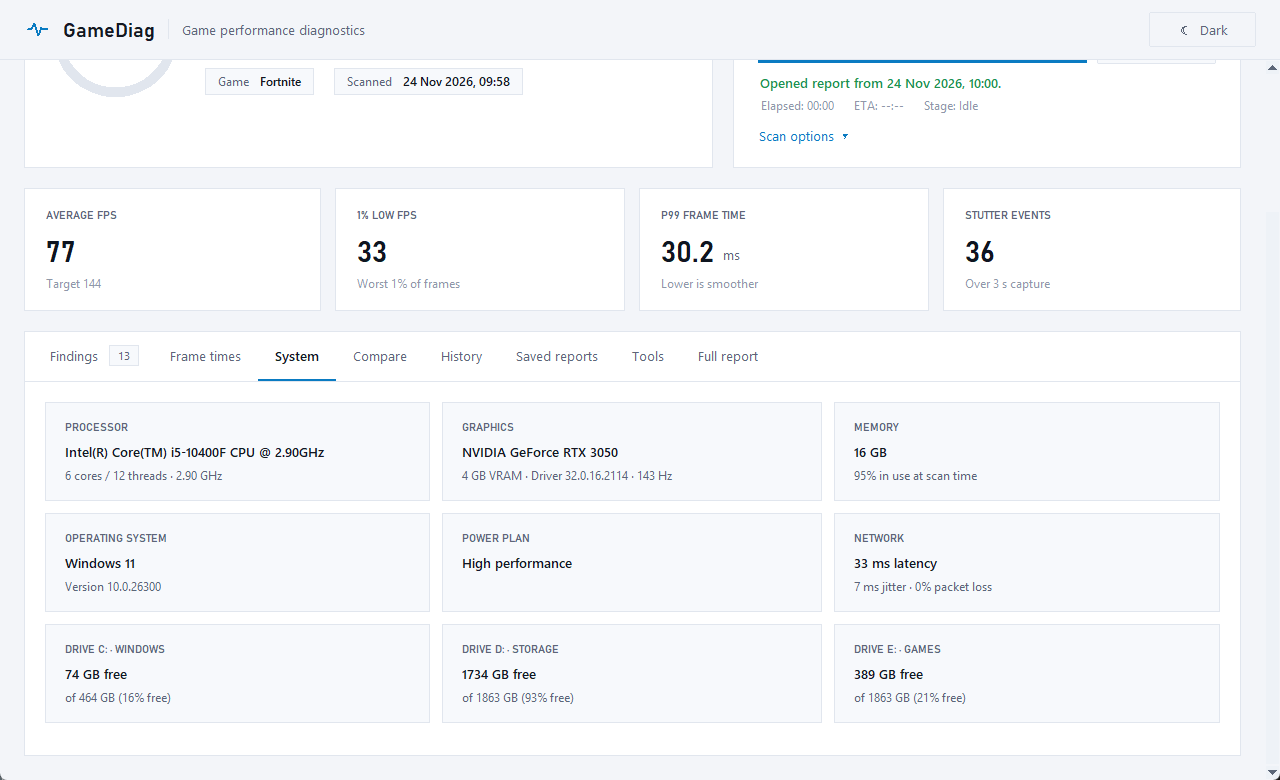 GameDiag
Game performance diagnostics
Dark
Game Fortnite
Scanned 24 Nov 2026, 09:58
Opened report from 24 Nov 2026, 10:00.
Elapsed: 00:00 ETA: --:-- Stage: Idle
Scan options
AVERAGE FPS
77
Target 144
1% LOW FPS
33
Worst 1% of frames
P99 FRAME TIME
30.2 ms
Lower is smoother
STUTTER EVENTS
36
Over 3 s capture
Findings 13 Frame times System Compare History Saved reports Tools Full report
PROCESSOR
Intel(R) Core(TM) i5-10400F CPU @ 2.90GHz
6 cores / 12 threads · 2.90 GHz
GRAPHICS
NVIDIA GeForce RTX 3050
4 GB VRAM · Driver 32.0.16.2114 · 143 Hz
MEMORY
16 GB
95% in use at scan time
OPERATING SYSTEM
Windows 11
Version 10.0.26300
POWER PLAN
High performance
NETWORK
33 ms latency
7 ms jitter · 0% packet loss
DRIVE C: · WINDOWS
74 GB free
of 464 GB (16% free)
DRIVE D: · STORAGE
1734 GB free
of 1863 GB (93% free)
DRIVE E: · GAMES
389 GB free
of 1863 GB (21% free)